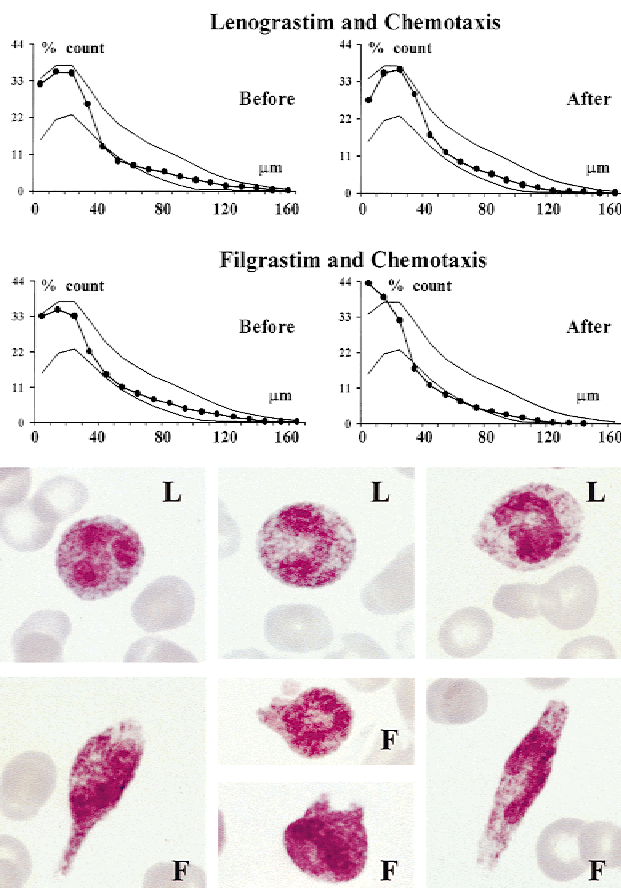 Lenograstim and Chemotaxis
44 % count
33
22
11
0
Before
µm
0 40 80 120 160
44 % count
33
22
11
0
After
µm
0 40 80 120 160
Filgrastim and Chemotaxis
44 % count
33
22
11
0
Before
µm
0 40 80 120 160
44 % count
33
22
11
0
After
µm
0 40 80 120 160
L L L
F F F F